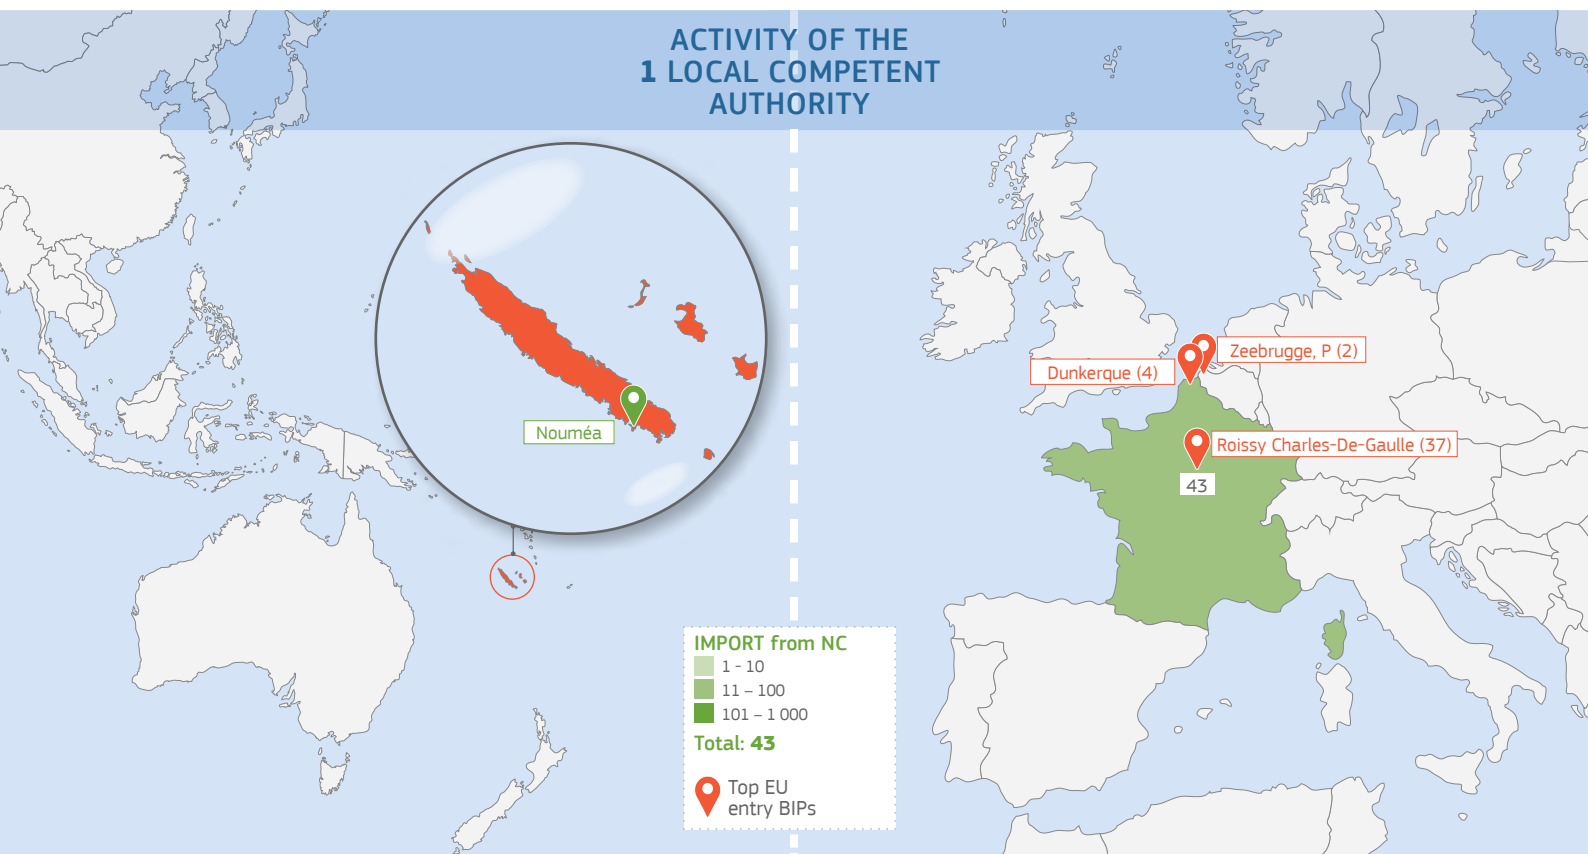 ACTIVITY OF THE
1 LOCAL COMPETENT
AUTHORITY
Nouméa
Zeebrugge, P (2)
Dunkerque (4)
Roissy Charles-De-Gaulle (37)
43
IMPORT from NC
1 - 10
11 – 100
101 – 1 000
Total: 43
Top EU
entry BIPs